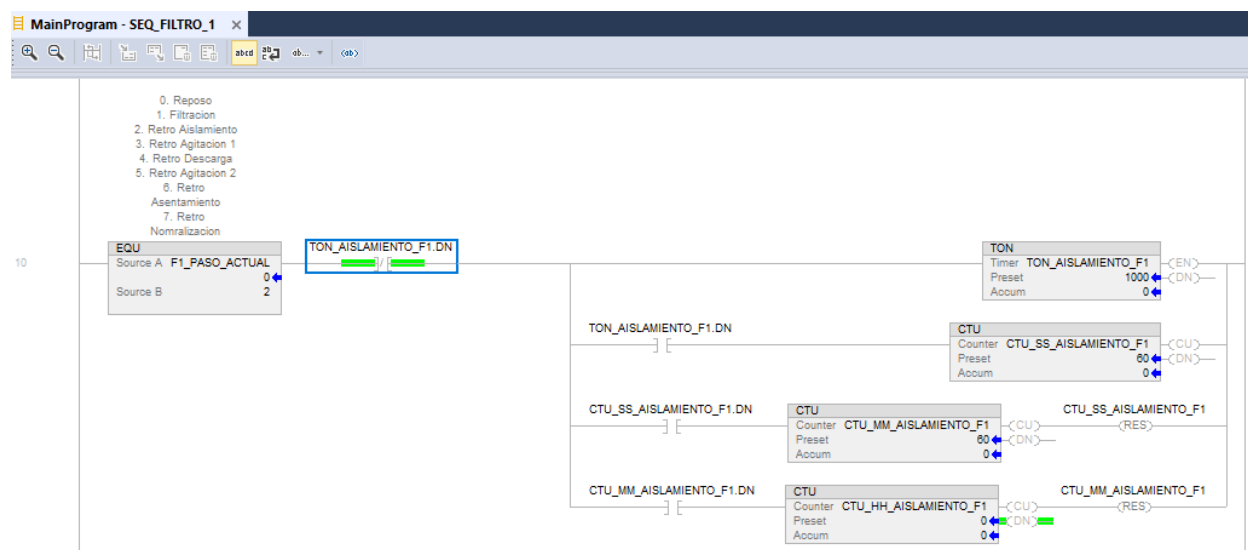 MainProgram - SEQ_FILTRO_1 ×
abcd ab c ab... <ab>
0. Reposo
1. Filtracion
2. Retro Aislamiento
3. Retro Agitacion 1
4. Retro Descarga
5. Retro Agitacion 2
6. Retro
Asentamiento
7. Retro
Nomralizacion
10
EQU
Source A F1_PASO_ACTUAL
0
Source B 2
TON_AISLAMIENTO_F1.DN
TON
Timer TON_AISLAMIENTO_F1
Preset 1000
Accum 0
EN
DN
TON_AISLAMIENTO_F1.DN
CTU
Counter CTU_SS_AISLAMIENTO_F1
Preset 60
Accum 0
CU
DN
CTU_SS_AISLAMIENTO_F1.DN
CTU
Counter CTU_MM_AISLAMIENTO_F1
Preset 60
Accum 0
CU
DN
CTU_SS_AISLAMIENTO_F1
RES
CTU_MM_AISLAMIENTO_F1.DN
CTU
Counter CTU_HH_AISLAMIENTO_F1
Preset 0
Accum 0
CU
DN
CTU_MM_AISLAMIENTO_F1
RES